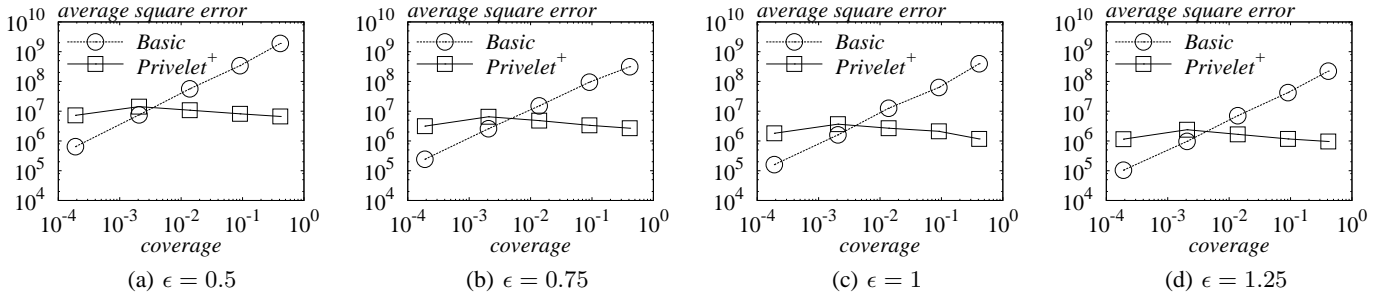 average square error
10^10
10^9
10^8
10^7
10^6
10^5
10^4
Basic
Privelet^+
10^-4 10^-3 10^-2 10^-1 10^0
coverage
(a) ϵ = 0.5
average square error
10^10
10^9
10^8
10^7
10^6
10^5
10^4
Basic
Privelet^+
10^-4 10^-3 10^-2 10^-1 10^0
coverage
(b) ϵ = 0.75
average square error
10^10
10^9
10^8
10^7
10^6
10^5
10^4
Basic
Privelet^+
10^-4 10^-3 10^-2 10^-1 10^0
coverage
(c) ϵ = 1
average square error
10^10
10^9
10^8
10^7
10^6
10^5
10^4
Basic
Privelet^+
10^-4 10^-3 10^-2 10^-1 10^0
coverage
(d) ϵ = 1.25